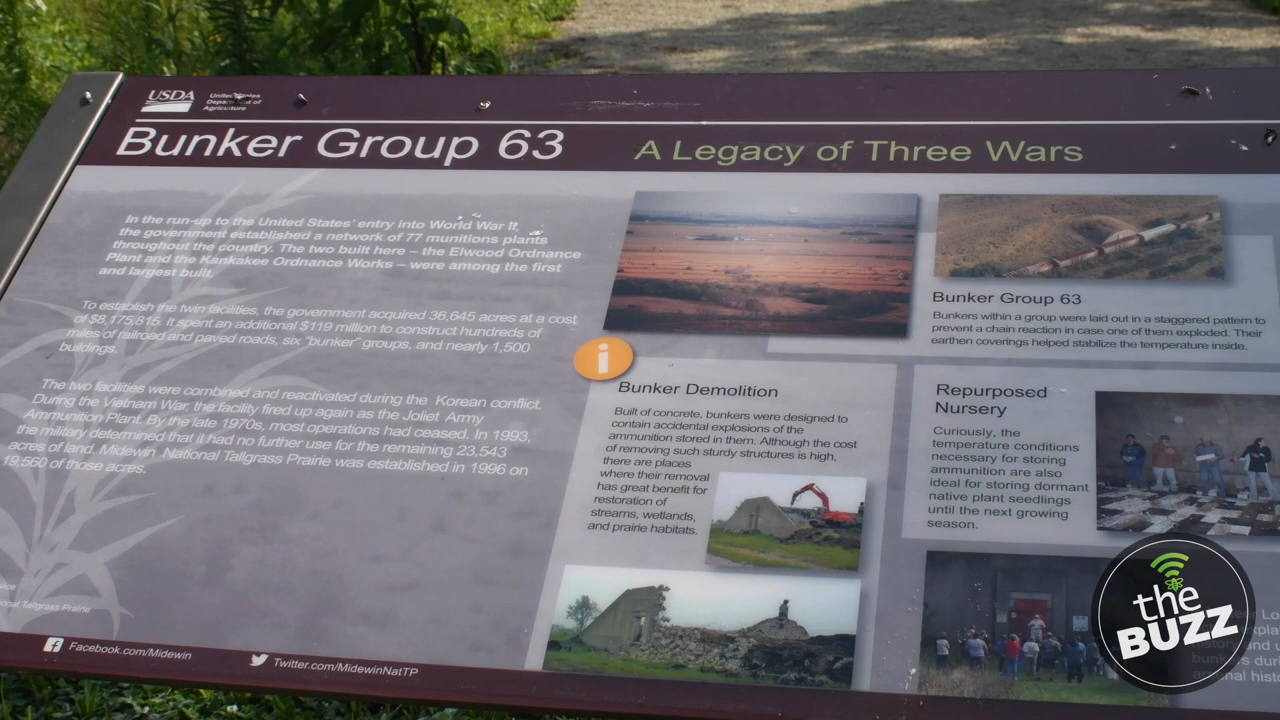 USDA
United States
Department of
Agriculture
Bunker Group 63
A Legacy of Three Wars
In the run-up to the United States' entry into World War II,
the government established a network of 77 munitions plants
throughout the country. The two built here – the Elwood Ordnance
Plant and the Kankakee Ordnance Works – were among the first
and largest built.
To establish the twin facilities, the government acquired 36,645 acres at a cost
of $8,175,815. It spent an additional $119 million to construct hundreds of
miles of railroad and paved roads, six "bunker" groups, and nearly 1,500
buildings.
The two facilities were combined and reactivated during the Korean conflict.
During the Vietnam War, the facility fired up again as the Joliet Army
Ammunition Plant. By the late 1970s, most operations had ceased. In 1993,
the military determined that it had no further use for the remaining 23,543
acres of land. Midewin National Tallgrass Prairie was established in 1996 on
19,560 of those acres.
Bunker Group 63
Bunkers within a group were laid out in a staggered pattern to
prevent a chain reaction in case one of them exploded. Their
earthen coverings helped stabilize the temperature inside.
i
Bunker Demolition
Built of concrete, bunkers were designed to
contain accidental explosions of the
ammunition stored in them. Although the cost
of removing such sturdy structures is high,
there are places
where their removal
has great benefit for
restoration of
streams, wetlands,
and prairie habitats.
Repurposed
Nursery
Curiously, the
temperature conditions
necessary for storing
ammunition are also
ideal for storing dormant
native plant seedlings
until the next growing
season.
Tallgrass Prairie
Facebook.com/Midewin
Twitter.com/MidewinNatTP
the
BUZZ